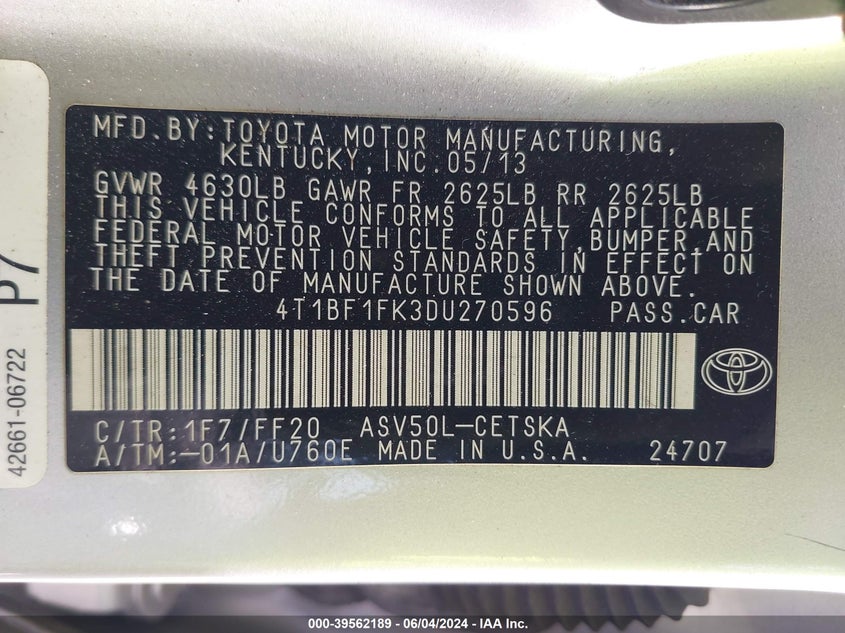 MFD.BY:TOYOTA MOTOR MANUFACTURING,
KENTUCKY,INC.05/13
GVWR 4630LB GAWR FR 2625LB RR 2625LB
THIS VEHICLE CONFORMS TO ALL APPLICABLE
FEDERAL MOTOR VEHICLE SAFETY,BUMPER,AND
THEFT PREVENTION STANDARDS IN EFFECT ON
THE DATE OF MANUFACTURE SHOWN ABOVE.
4T1BF1FK3DU270596 PASS.CAR
C/TR:1F7/FF20 ASV50L-CETSKA
A/TM:-01A/U760E MADE IN U.S.A. 24707
P7
42661-06722
000-39562189 - 06/04/2024 - IAA Inc.